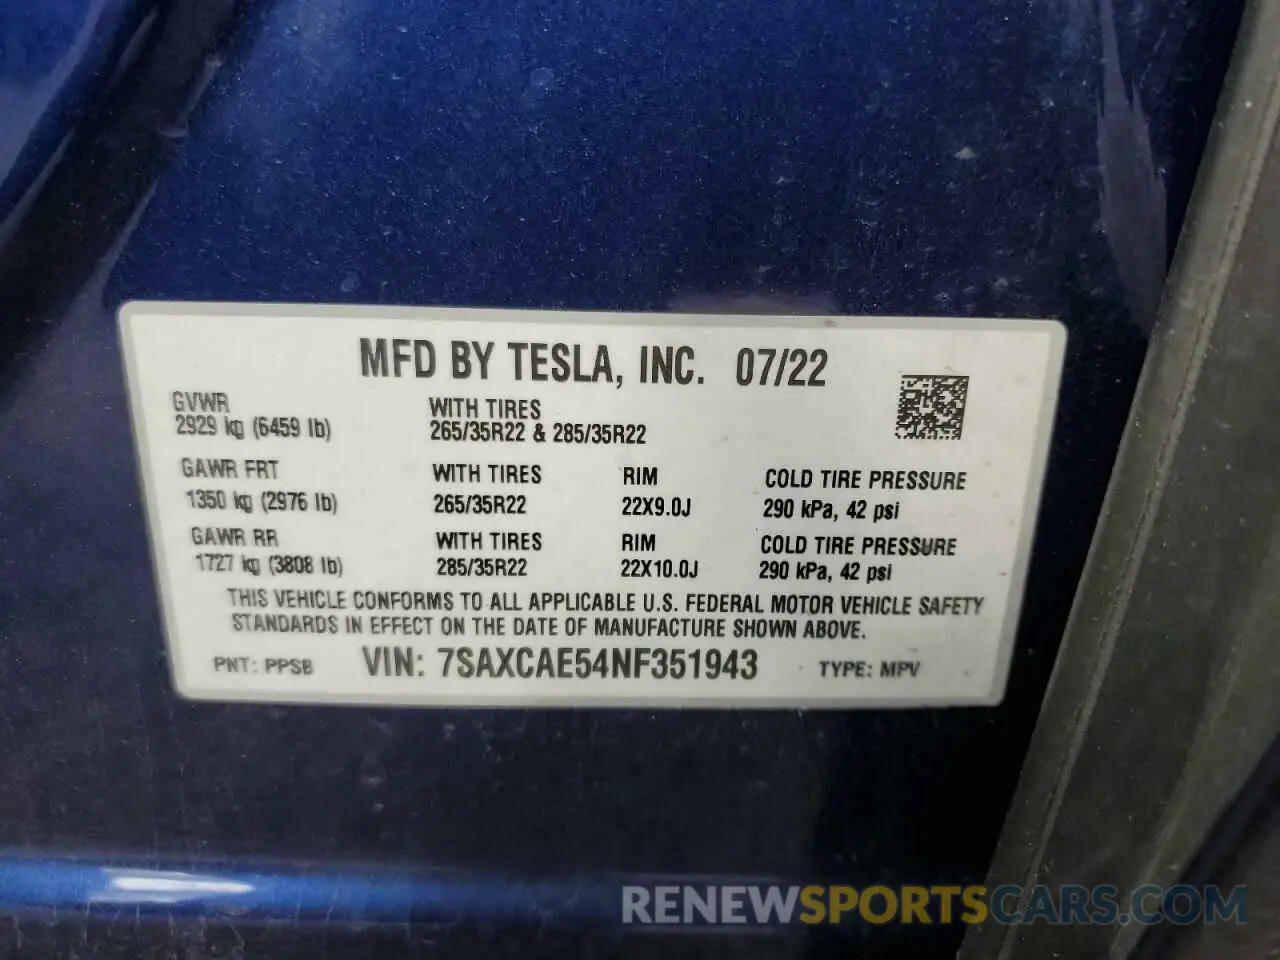 MFD BY TESLA, INC. 07/22
GVWR WITH TIRES
2929 kg (6459 lb) 265/35R22 & 285/35R22
GAWR FRT WITH TIRES RIM COLD TIRE PRESSURE
1350 kg (2976 lb) 265/35R22 22X9.0J 290 kPa, 42 psi
GAWR RR WITH TIRES RIM COLD TIRE PRESSURE
1727 kg (3808 lb) 285/35R22 22X10.0J 290 kPa, 42 psi
THIS VEHICLE CONFORMS TO ALL APPLICABLE U.S. FEDERAL MOTOR VEHICLE SAFETY
STANDARDS IN EFFECT ON THE DATE OF MANUFACTURE SHOWN ABOVE.
PNT: PPSB VIN: 7SAXCAE54NF351943 TYPE: MPV
RENEWSPORTSCARS.COM